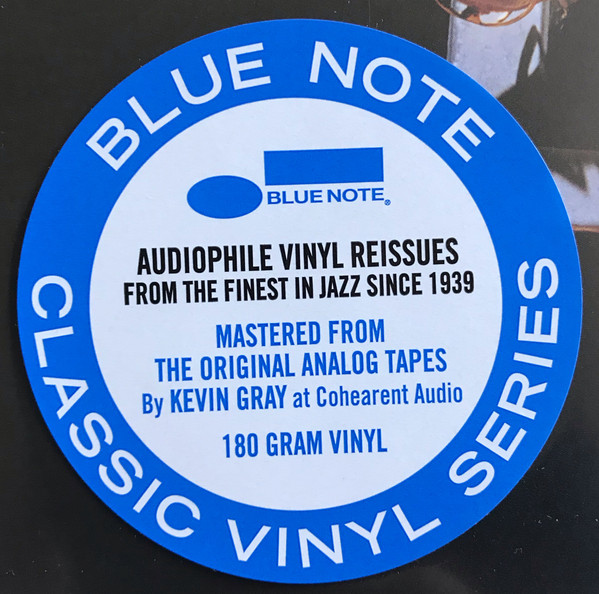 BLUE NOTE
BLUE NOTE®
AUDIOPHILE VINYL REISSUES
FROM THE FINEST IN JAZZ SINCE 1939
MASTERED FROM
THE ORIGINAL ANALOG TAPES
By KEVIN GRAY at Cohearent Audio
180 GRAM VINYL
CLASSIC VINYL SERIES